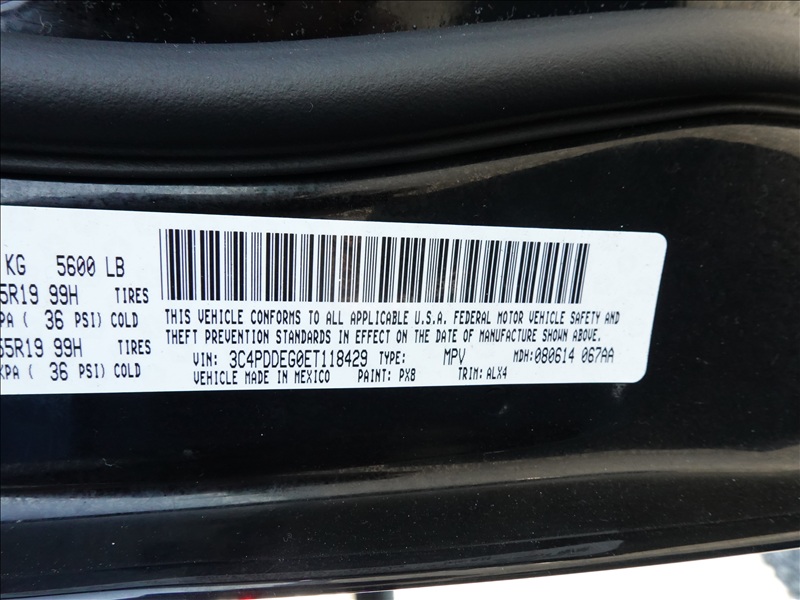 KG 5600 LB
5R19 99H TIRES
PA ( 36 PSI) COLD
55R19 99H TIRES
KPA ( 36 PSI) COLD
THIS VEHICLE CONFORMS TO ALL APPLICABLE U.S.A. FEDERAL MOTOR VEHICLE SAFETY AND
THEFT PREVENTION STANDARDS IN EFFECT ON THE DATE OF MANUFACTURE SHOWN ABOVE.
VIN: 3C4PDDEG0ET118429 TYPE: MPV MDH:080614 067AA
VEHICLE MADE IN MEXICO PAINT: PX8 TRIM: ALX4